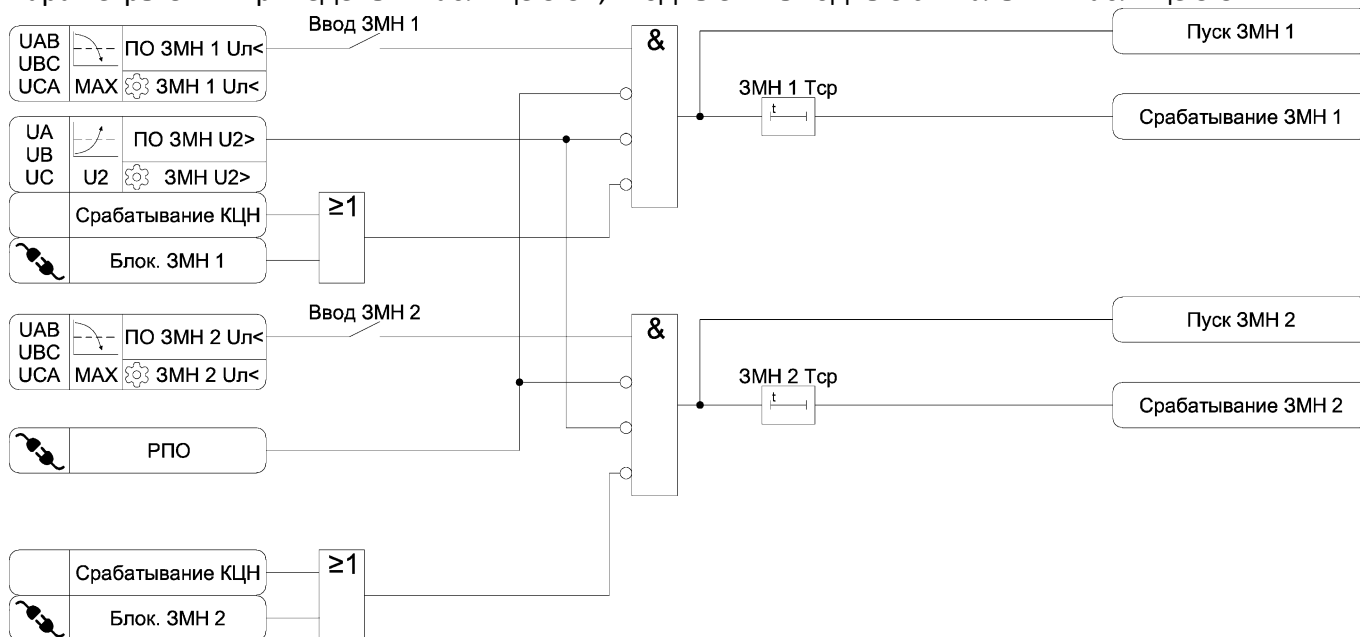 Ввод ЗМН 1
UAB
UBC
UCA
MAX
ПО ЗМН 1 Uл<
ЗМН 1 Uл<
&
Пуск ЗМН 1
ЗМН 1 Тср
t
Срабатывание ЗМН 1
UA
UB
UC
U2
ПО ЗМН U2>
ЗМН U2>
Срабатывание КЦН
≥1
Блок. ЗМН 1
Ввод ЗМН 2
UAB
UBC
UCA
MAX
ПО ЗМН 2 Uл<
ЗМН 2 Uл<
&
Пуск ЗМН 2
ЗМН 2 Тср
t
Срабатывание ЗМН 2
РПО
Срабатывание КЦН
≥1
Блок. ЗМН 2